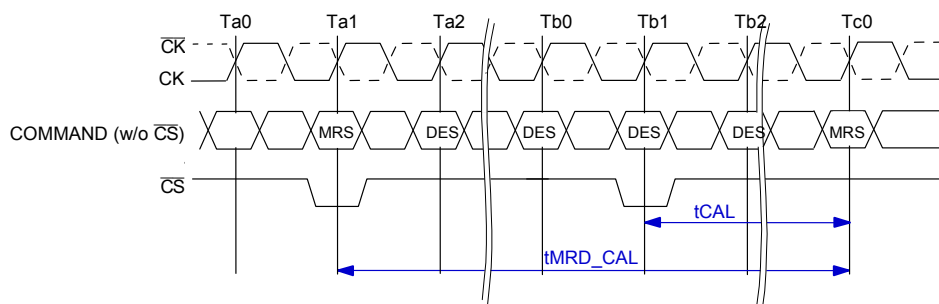 Ta0 Ta1 Ta2 Tb0 Tb1 Tb2 Tc0
CK
CK
COMMAND (w/o CS) MRS DES DES DES DES MRS
CS
tCAL
tMRD_CAL